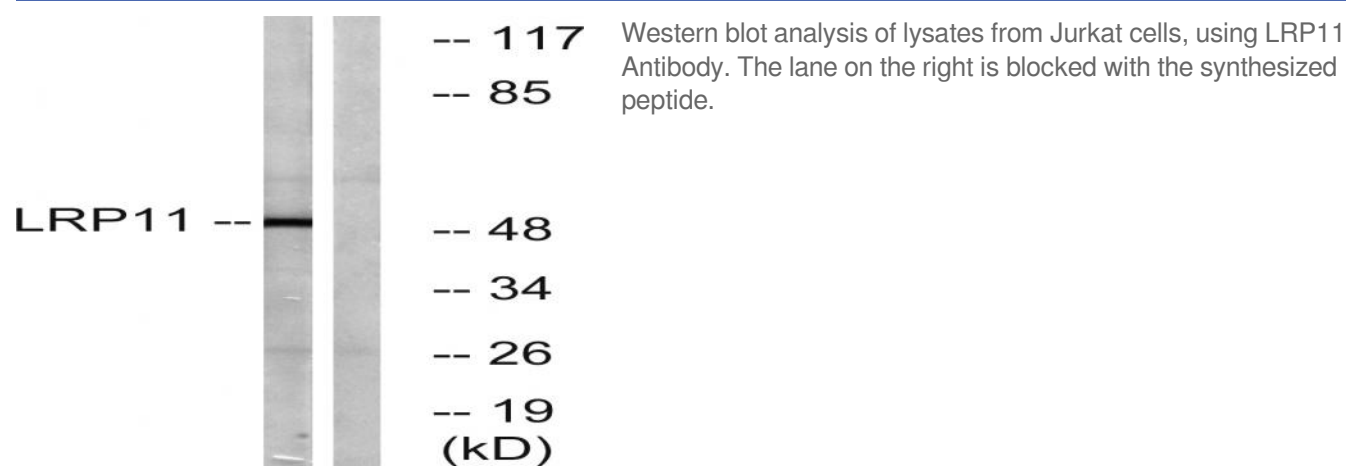 -- 117
-- 85
LRP11 --
-- 48
-- 34
-- 26
-- 19
(kD)
Western blot analysis of lysates from Jurkat cells, using LRP11
Antibody. The lane on the right is blocked with the synthesized
peptide.